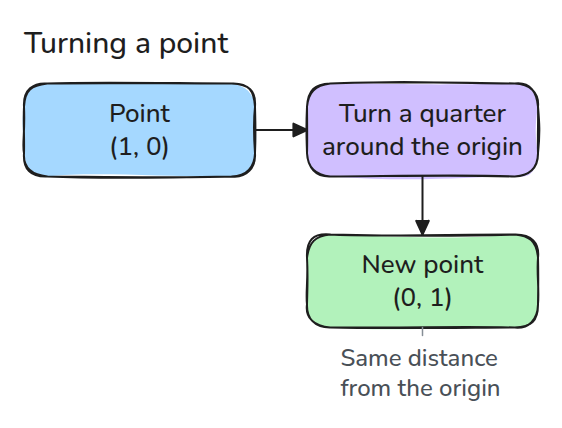 Turning a point
Point
(1, 0)
Turn a quarter
around the origin
New point
(0, 1)
Same distance
from the origin